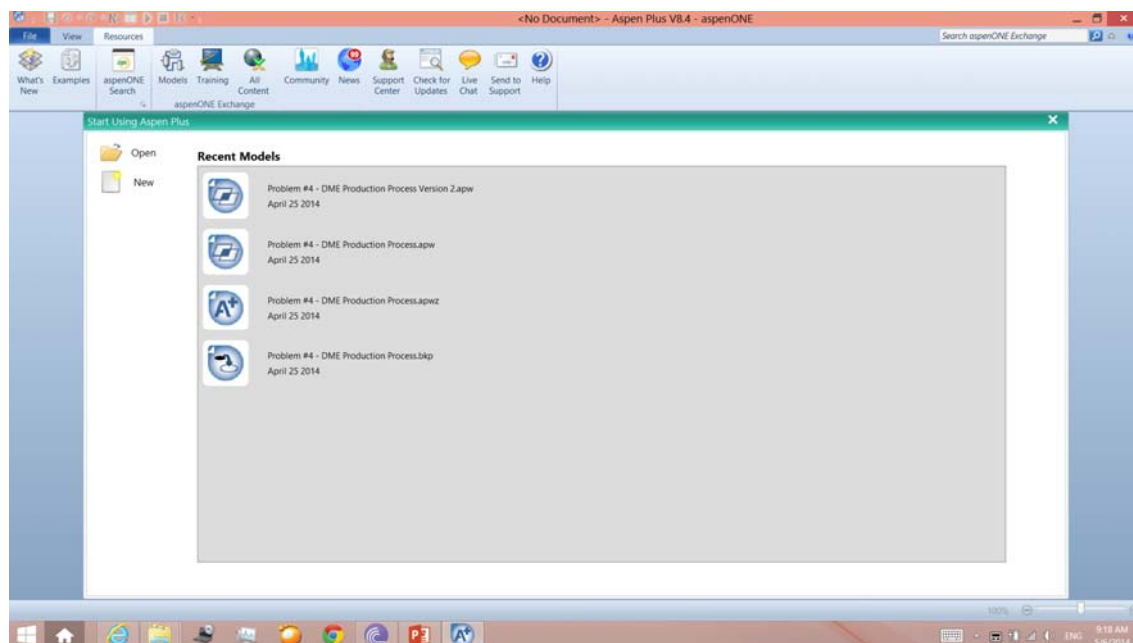 <No Document> - Aspen Plus V8.4 - aspenONE
File View Resources Search aspenONE Exchange
What's New
Examples
aspenONE Search
Models
Training
All Content
Community
News
Support Center
Check for Updates
Live Chat
Send to Support
Help
aspenONE Exchange
Start Using Aspen Plus
Open
New
Recent Models
Problem #4 - DME Production Process Version 2.apw
April 25 2014
Problem #4 - DME Production Process.apw
April 25 2014
Problem #4 - DME Production Process.apwz
April 25 2014
Problem #4 - DME Production Process.bkp
April 25 2014
100%
ENG
9:18 AM
5/6/2014